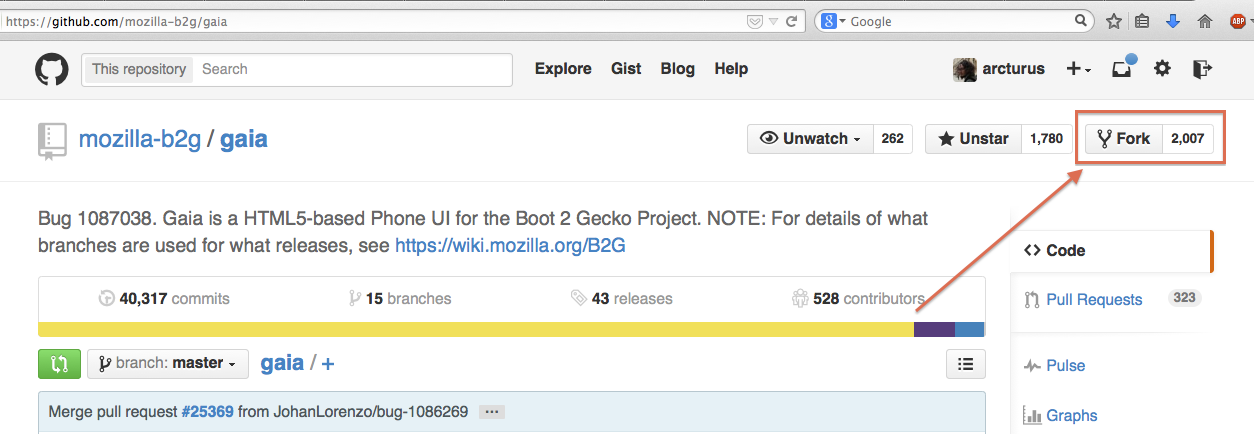 https://github.com/mozilla-b2g/gaia
Google
ABP
This repository Search
Explore Gist Blog Help
arcturus
mozilla-b2g / gaia
Unwatch 262
Unstar 1,780
Fork 2,007
Bug 1087038. Gaia is a HTML5-based Phone UI for the Boot 2 Gecko Project. NOTE: For details of what
branches are used for what releases, see https://wiki.mozilla.org/B2G
40,317 commits 15 branches 43 releases 528 contributors
branch: master gaia / +
Merge pull request #25369 from JohanLorenzo/bug-1086269 ...
Code
Pull Requests 323
Pulse
Graphs